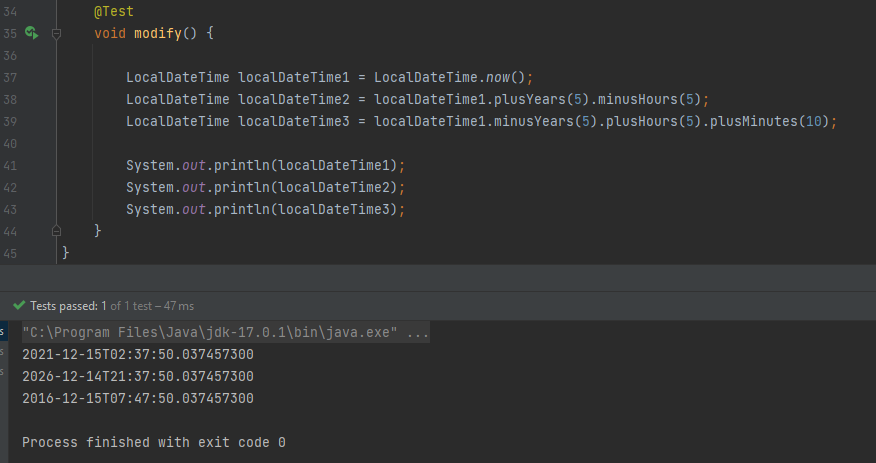 34 @Test
35 void modify() {
36
37 LocalDateTime localDateTime1 = LocalDateTime.now();
38 LocalDateTime localDateTime2 = localDateTime1.plusYears(5).minusHours(5);
39 LocalDateTime localDateTime3 = localDateTime1.minusYears(5).plusHours(5).plusMinutes(10);
40
41 System.out.println(localDateTime1);
42 System.out.println(localDateTime2);
43 System.out.println(localDateTime3);
44 }
45 }
Tests passed: 1 of 1 test – 47 ms
"C:\Program Files\Java\jdk-17.0.1\bin\java.exe" ...
2021-12-15T02:37:50.037457300
2026-12-14T21:37:50.037457300
2016-12-15T07:47:50.037457300
Process finished with exit code 0